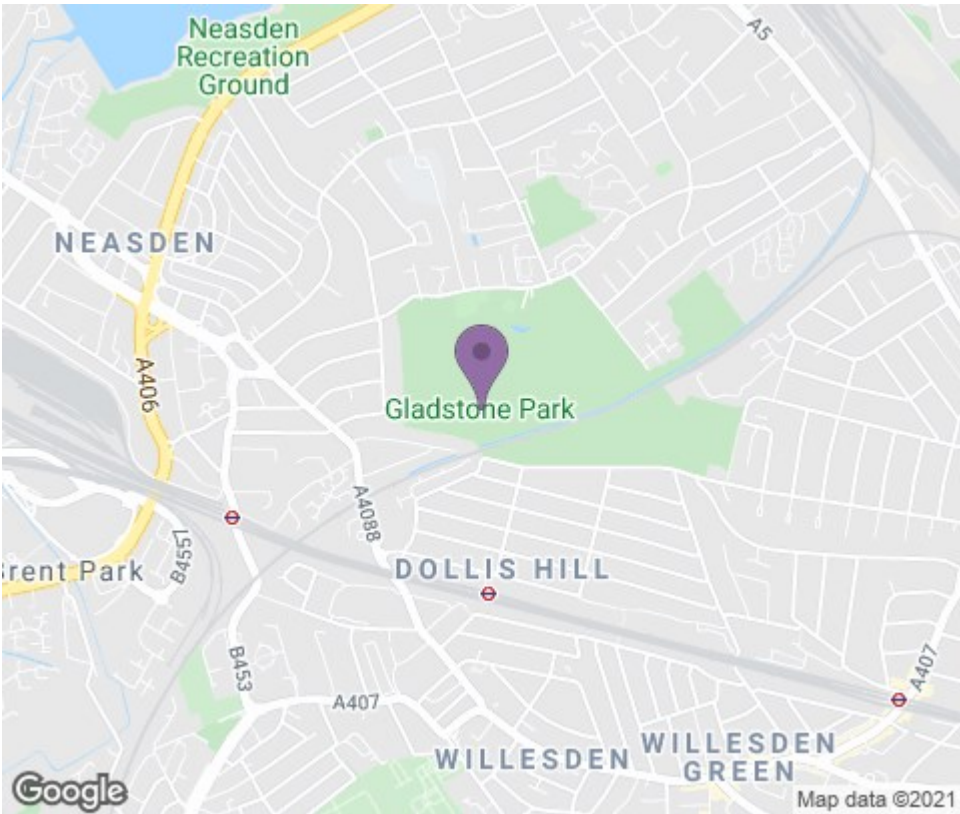 Neasden
Recreation
Ground
A5
NEASDEN
A406
Gladstone Park
A4088
B455
Brent Park
DOLLIS HILL
B453
A407
A407
WILLESDEN
WILLESDEN
GREEN
Google
Map data ©2021